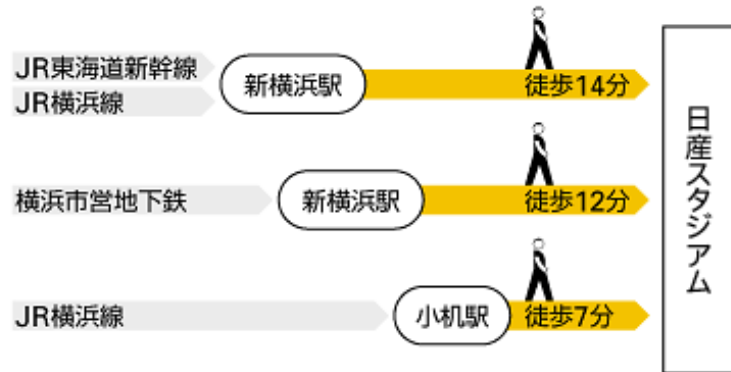 JR東海道新幹線
JR横浜線
新横浜駅
徒歩14分
横浜市営地下鉄
新横浜駅
徒歩12分
JR横浜線
小机駅
徒歩7分
日産スタジアム